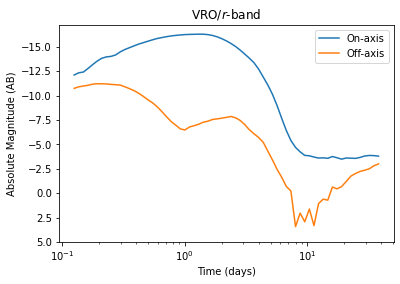 VRO/r-band
On-axis
Off-axis
Absolute Magnitude (AB)
−15.0
−12.5
−10.0
−7.5
−5.0
−2.5
0.0
2.5
5.0
10⁻¹
10⁰
10¹
Time (days)